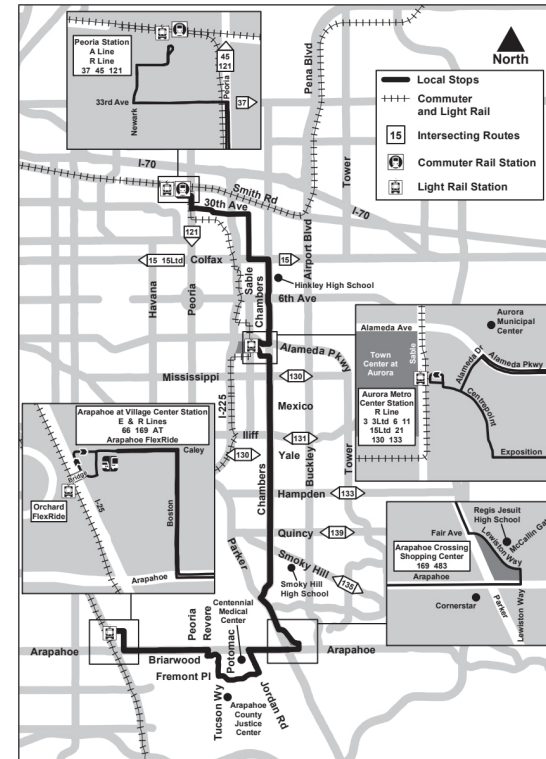 Peoria Station
A Line
R Line
37 45 121
45
121
Peoria
33rd Ave
37
Newark
North
Local Stops
Commuter
and Light Rail
15 Intersecting Routes
Commuter Rail Station
Light Rail Station
Pena Blvd
Tower
I-70
Smith Rd
30th Ave
I-70
121
15 15Ltd
Colfax
15
Airport Blvd
Hinkley High School
6th Ave
Havana
Peoria
Sable
Chambers
Alameda Pkwy
Mississippi
130
I-225
Mexico
Iliff
130
131
Yale
Buckley
Tower
Chambers
Hampden
133
Quincy
139
Parker
Smoky Hill
135
Smoky Hill
High School
Aurora
Municipal
Center
Alameda Ave
Sable
Town
Center at
Aurora
Alameda Dr
Alameda Pkwy
Aurora Metro
Center Station
R Line
3 3Ltd 6 11
15Ltd 21
130 133
Centrepoint
Exposition
Arapahoe at Village Center Station
E & R Lines
66 169 AT
Arapahoe FlexRide
Caley
Bridge
Orchard
FlexRide
I-25
Boston
Arapahoe
Regis Jesuit
High School
Fair Ave
Lewiston Way
McCallin Gat
Arapahoe Crossing
Shopping Center
169 483
Arapahoe
Cornerstar
Parker
Lewiston Way
Centennial
Medical
Center
Peoria
Revere
Potomac
Arapahoe
Arapahoe
Briarwood
Fremont Pl
Tucson Wy
Jordan Rd
Arapahoe
County
Justice
Center